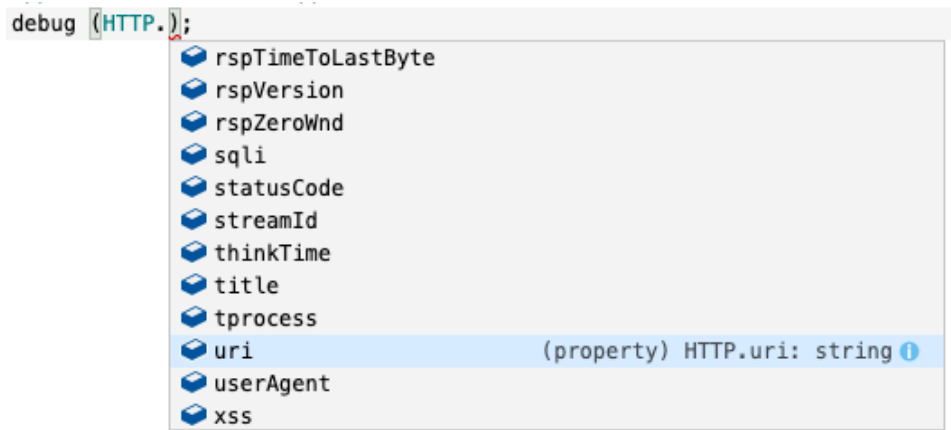 debug (HTTP.);
rspTimeToLastByte
rspVersion
rspZeroWnd
sqli
statusCode
streamId
thinkTime
title
tprocess
uri (property) HTTP.uri: string
userAgent
xss